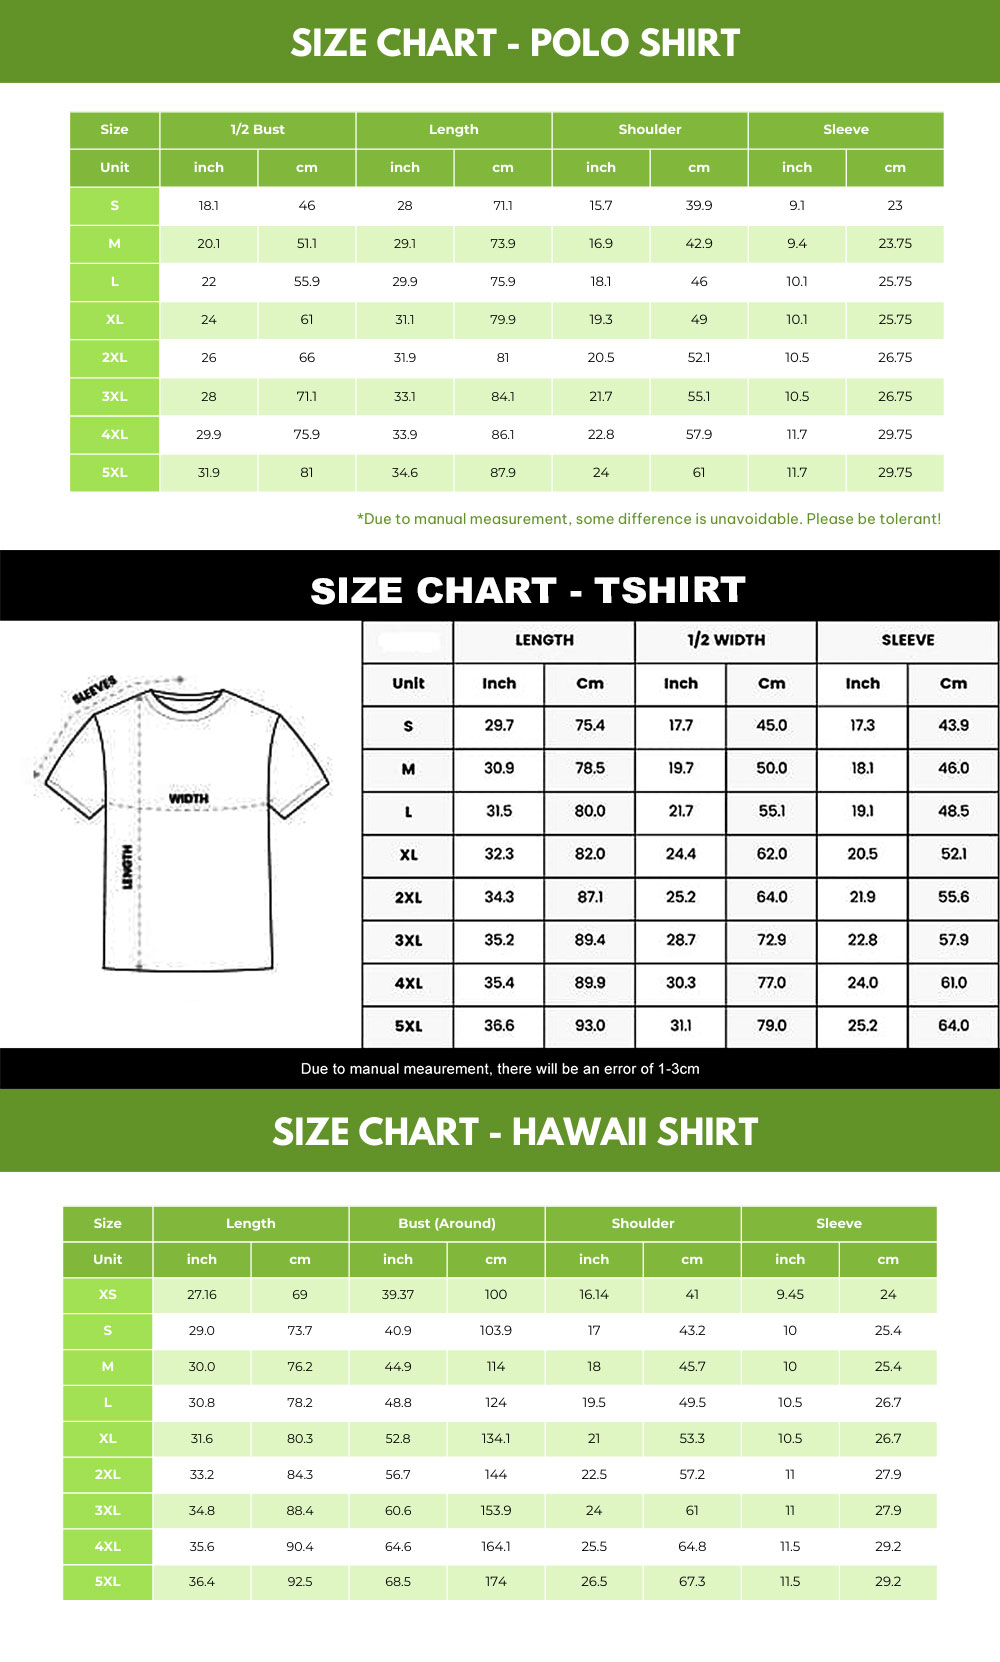 SIZE CHART - POLO SHIRT
Size 1/2 Bust Length Shoulder Sleeve
Unit inch cm inch cm inch cm inch cm
S 18.1 46 28 71.1 15.7 39.9 9.1 23
M 20.1 51.1 29.1 73.9 16.9 42.9 9.4 23.75
L 22 55.9 29.9 75.9 18.1 46 10.1 25.75
XL 24 61 31.1 79.9 19.3 49 10.1 25.75
2XL 26 66 31.9 81 20.5 52.1 10.5 26.75
3XL 28 71.1 33.1 84.1 21.7 55.1 10.5 26.75
4XL 29.9 75.9 33.9 86.1 22.8 57.9 11.7 29.75
5XL 31.9 81 34.6 87.9 24 61 11.7 29.75
*Due to manual measurement, some difference is unavoidable. Please be tolerant!
SIZE CHART - TSHIRT
SLEEVES
WIDTH
LENGTH
LENGTH 1/2 WIDTH SLEEVE
Unit Inch Cm Inch Cm Inch Cm
S 29.7 75.4 17.7 45.0 17.3 43.9
M 30.9 78.5 19.7 50.0 18.1 46.0
L 31.5 80.0 21.7 55.1 19.1 48.5
XL 32.3 82.0 24.4 62.0 20.5 52.1
2XL 34.3 87.1 25.2 64.0 21.9 55.6
3XL 35.2 89.4 28.7 72.9 22.8 57.9
4XL 35.4 89.9 30.3 77.0 24.0 61.0
5XL 36.6 93.0 31.1 79.0 25.2 64.0
Due to manual meaurement, there will be an error of 1-3cm
SIZE CHART - HAWAII SHIRT
Size Length Bust (Around) Shoulder Sleeve
Unit inch cm inch cm inch cm inch cm
XS 27.16 69 39.37 100 16.14 41 9.45 24
S 29.0 73.7 40.9 103.9 17 43.2 10 25.4
M 30.0 76.2 44.9 114 18 45.7 10 25.4
L 30.8 78.2 48.8 124 19.5 49.5 10.5 26.7
XL 31.6 80.3 52.8 134.1 21 53.3 10.5 26.7
2XL 33.2 84.3 56.7 144 22.5 57.2 11 27.9
3XL 34.8 88.4 60.6 153.9 24 61 11 27.9
4XL 35.6 90.4 64.6 164.1 25.5 64.8 11.5 29.2
5XL 36.4 92.5 68.5 174 26.5 67.3 11.5 29.2